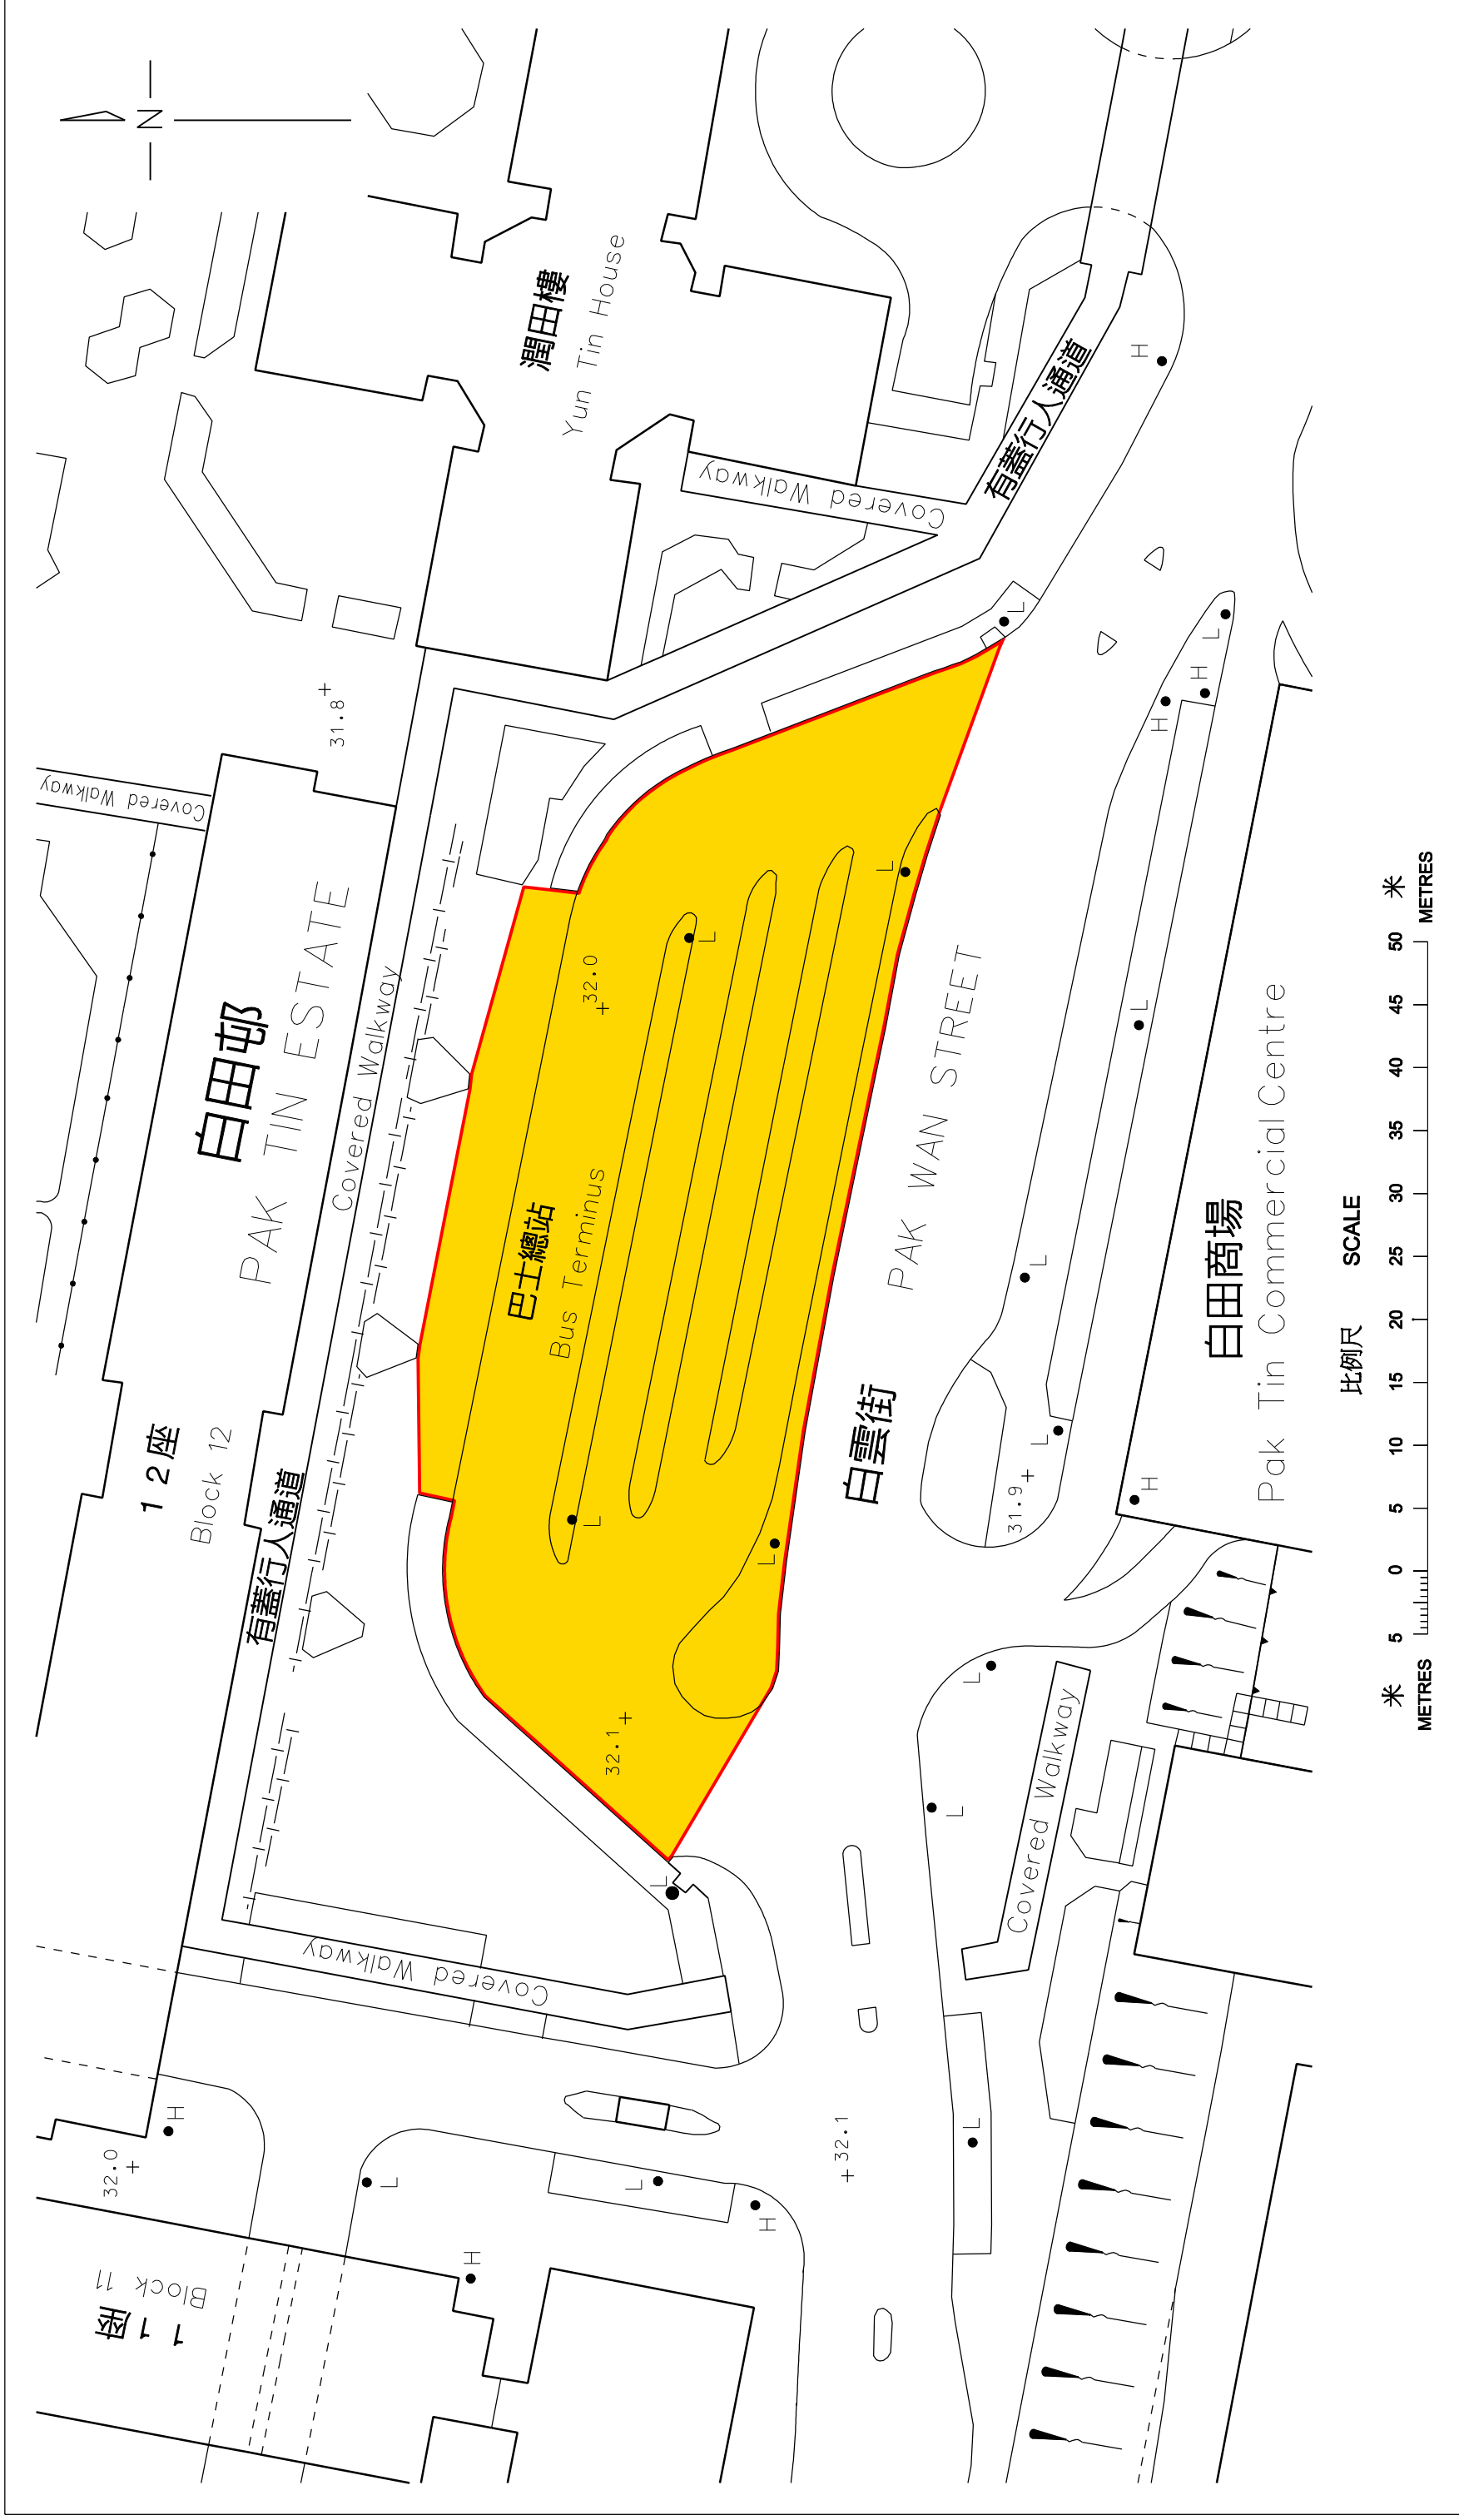 N
潤田樓
Yun Tin House
Covered Walkway
有蓋行人通道
H
L
31.8
Covered Walkway
白田邨
PAK TIN ESTATE
Covered Walkway
有蓋行人通道
12座
Block 12
32.0
巴士總站
Bus Terminus
L
L
L
L
32.1
白雲街
PAK WAN STREET
L
H
H
L
L
L
H
31.9
白田商場
Pak Tin Commercial Centre
L
L
Covered Walkway
L
Covered Walkway
32.1
L
H
32.0
L
L
H
H
11座
Block 11
比例尺 SCALE
米 5 0 5 10 15 20 25 30 35 40 45 50 米
METRES METRES